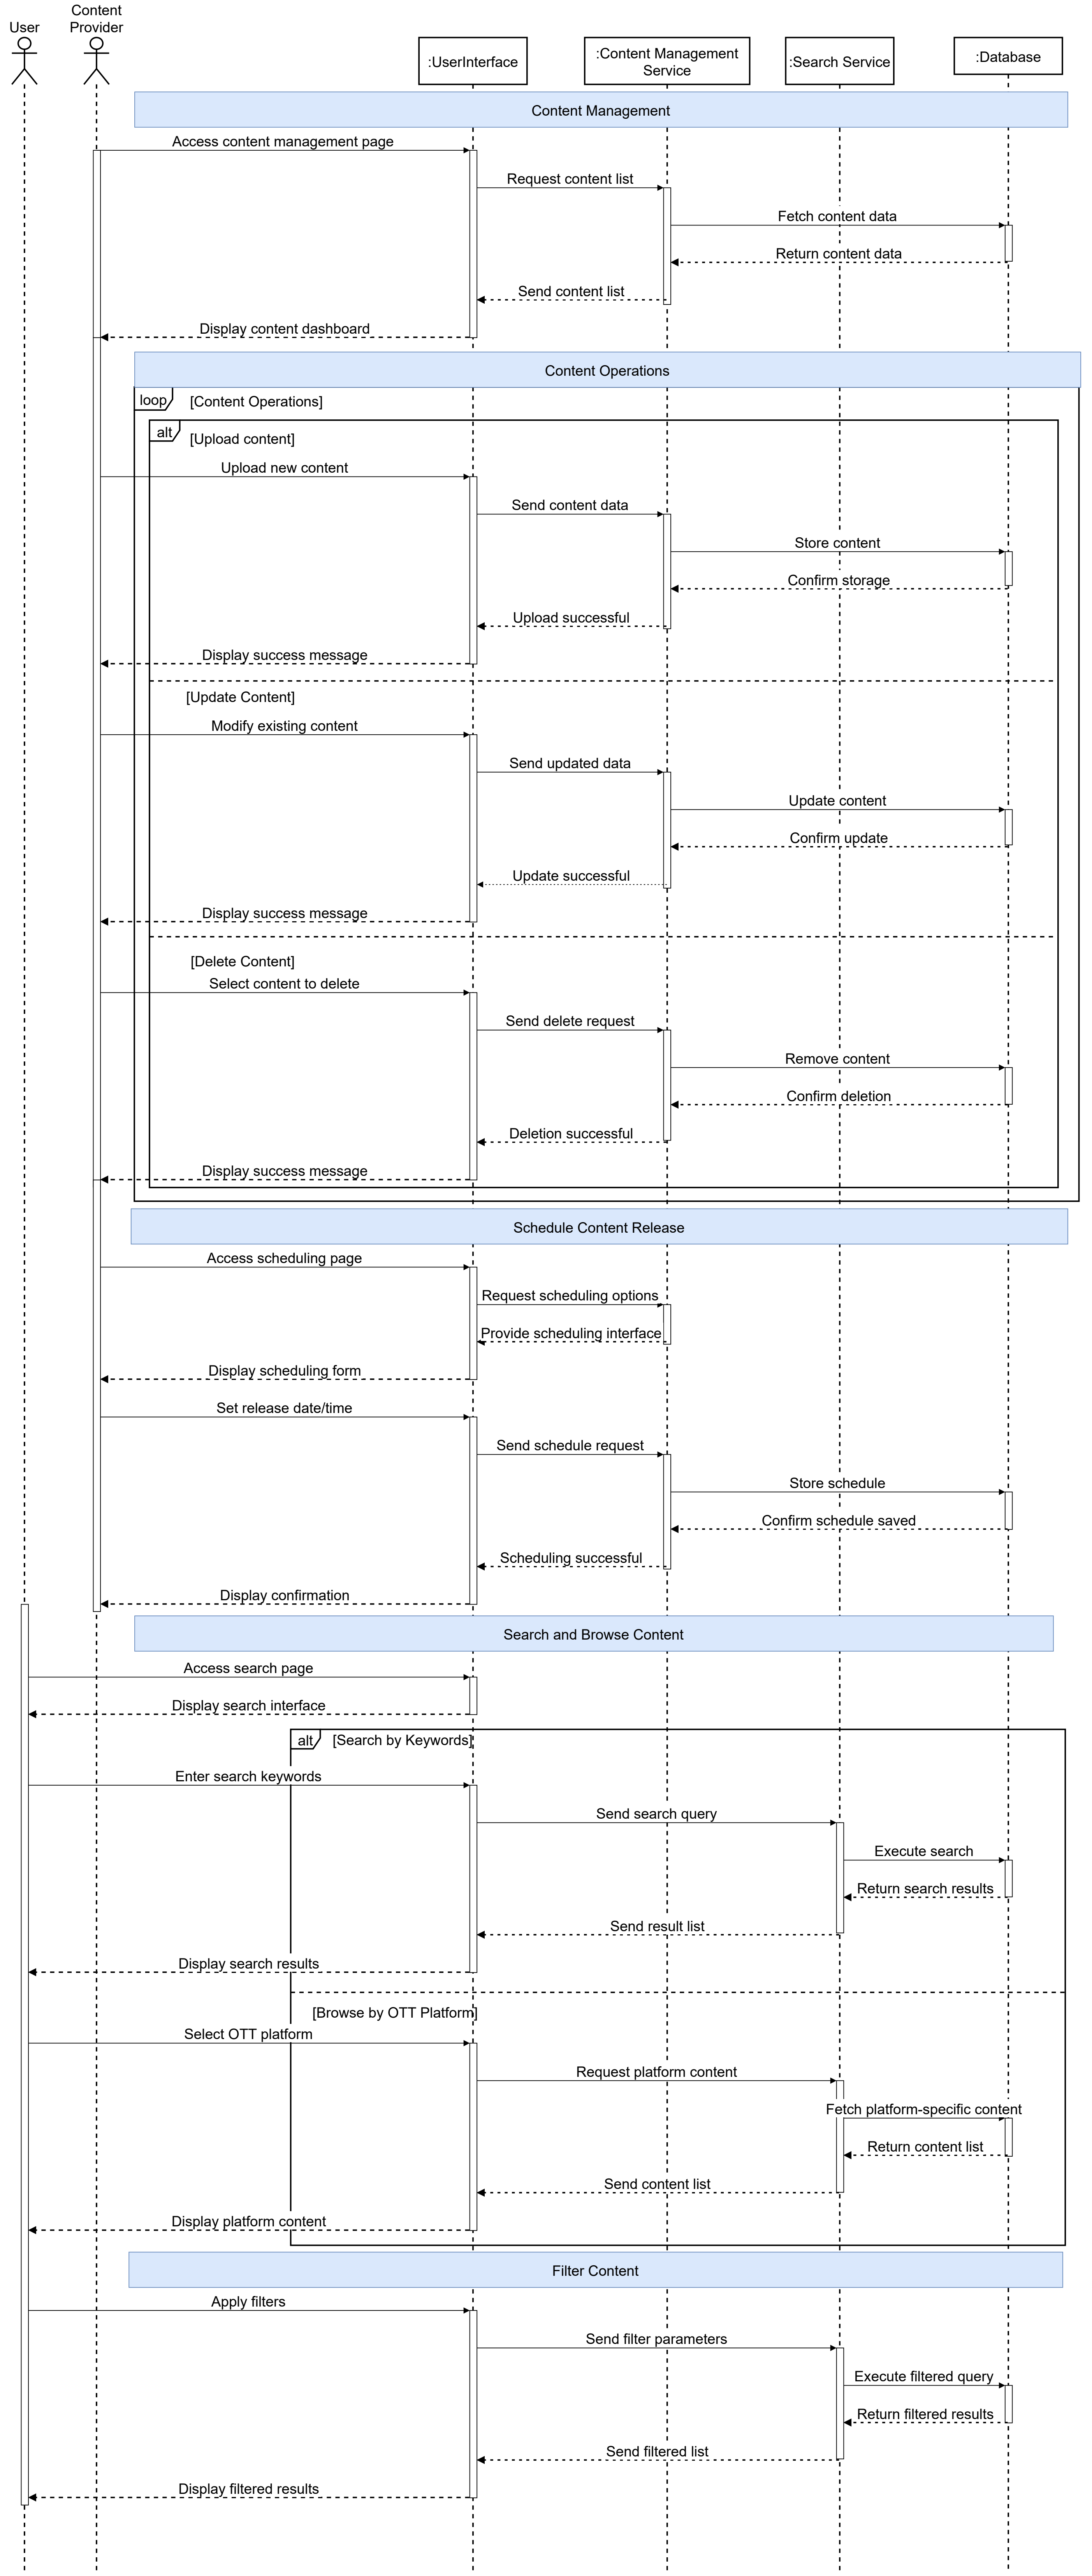 User
Content
Provider
:UserInterface
:Content Management
Service
:Search Service
:Database
Content Management
Access content management page
Request content list
Fetch content data
Return content data
Send content list
Display content dashboard
Content Operations
loop
[Content Operations]
alt
[Upload content]
Upload new content
Send content data
Store content
Confirm storage
Upload successful
Display success message
[Update Content]
Modify existing content
Send updated data
Update content
Confirm update
Update successful
Display success message
[Delete Content]
Select content to delete
Send delete request
Remove content
Confirm deletion
Deletion successful
Display success message
Schedule Content Release
Access scheduling page
Request scheduling options
Provide scheduling interface
Display scheduling form
Set release date/time
Send schedule request
Store schedule
Confirm schedule saved
Scheduling successful
Display confirmation
Search and Browse Content
Access search page
Display search interface
alt
[Search by Keywords]
Enter search keywords
Send search query
Execute search
Return search results
Send result list
Display search results
[Browse by OTT Platform]
Select OTT platform
Request platform content
Fetch platform-specific content
Return content list
Send content list
Display platform content
Filter Content
Apply filters
Send filter parameters
Execute filtered query
Return filtered results
Send filtered list
Display filtered results